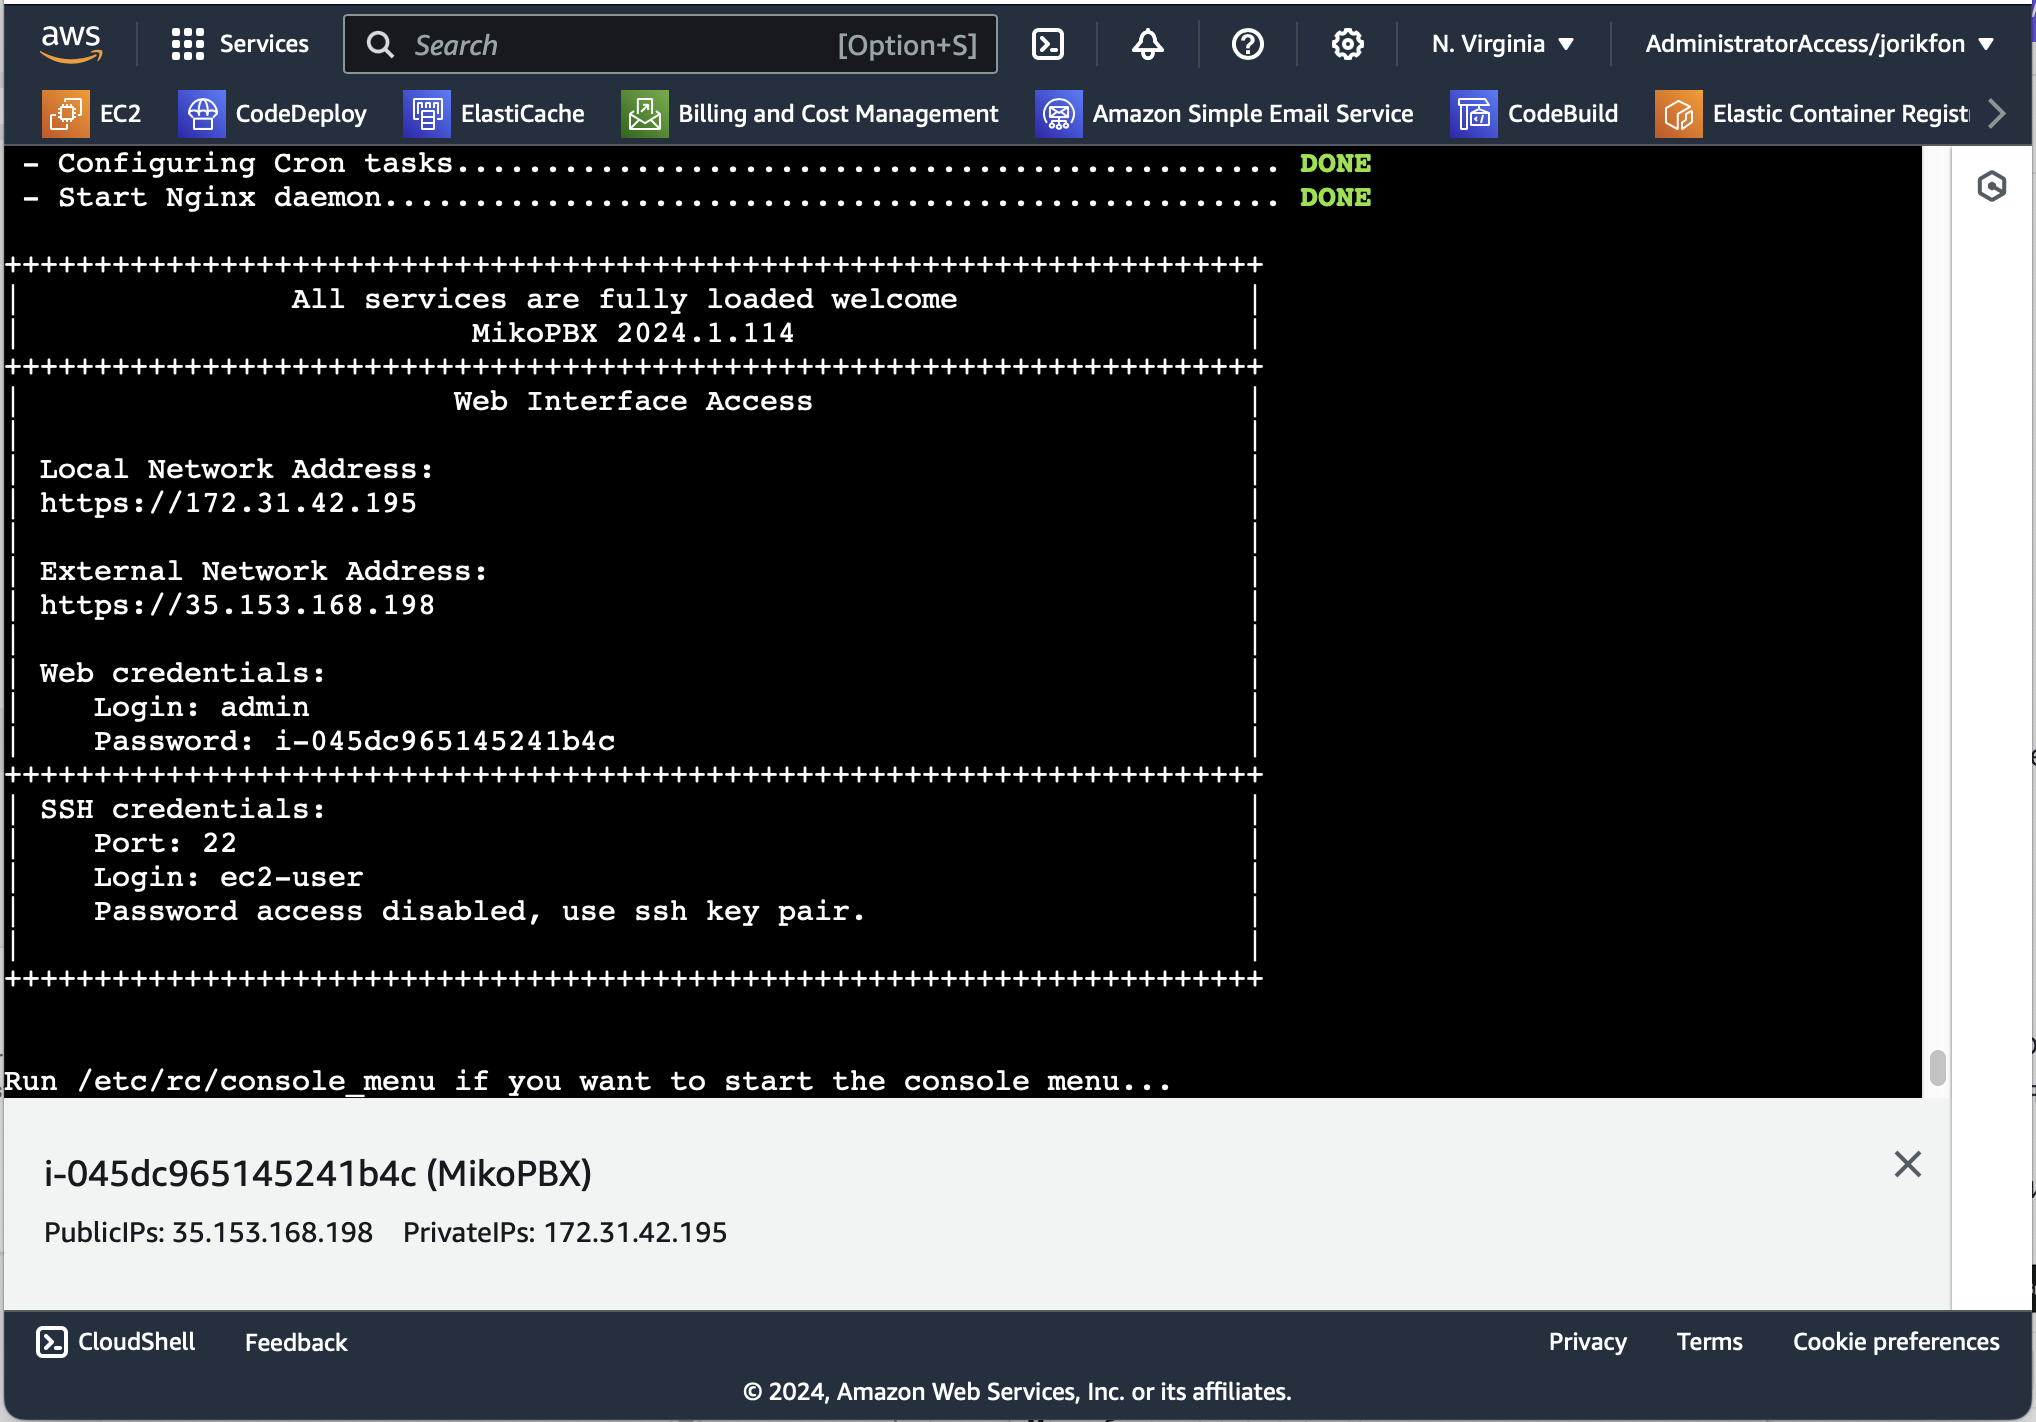 aws
Services
Search [Option+S]
N. Virginia
AdministratorAccess/jorikfon
EC2
CodeDeploy
ElastiCache
Billing and Cost Management
Amazon Simple Email Service
CodeBuild
Elastic Container Regist
- Configuring Cron tasks.............................................. DONE
- Start Nginx daemon.................................................. DONE
++++++++++++++++++++++++++++++++++++++++++++++++++++++++++++++++++++++
| All services are fully loaded welcome |
| MikoPBX 2024.1.114 |
++++++++++++++++++++++++++++++++++++++++++++++++++++++++++++++++++++++
| Web Interface Access |
| |
| Local Network Address: |
| https://172.31.42.195 |
| |
| External Network Address: |
| https://35.153.168.198 |
| |
| Web credentials: |
| Login: admin |
| Password: i-045dc965145241b4c |
++++++++++++++++++++++++++++++++++++++++++++++++++++++++++++++++++++++
| SSH credentials: |
| Port: 22 |
| Login: ec2-user |
| Password access disabled, use ssh key pair. |
| |
++++++++++++++++++++++++++++++++++++++++++++++++++++++++++++++++++++++
Run /etc/rc/console_menu if you want to start the console menu...
i-045dc965145241b4c (MikoPBX)
PublicIPs: 35.153.168.198 PrivateIPs: 172.31.42.195
CloudShell
Feedback
Privacy
Terms
Cookie preferences
© 2024, Amazon Web Services, Inc. or its affiliates.